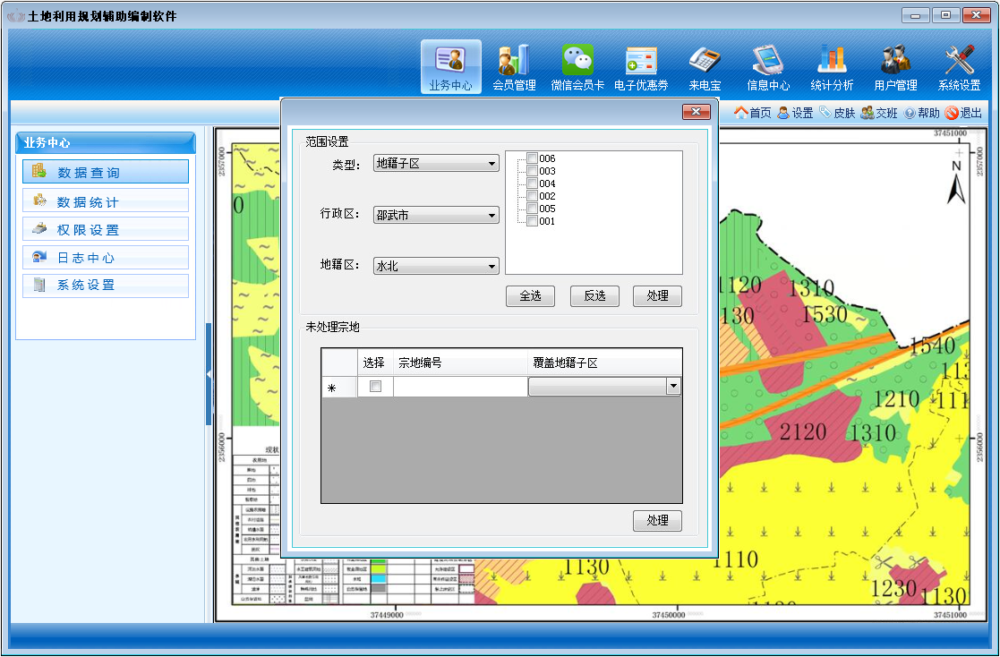 土地利用规划辅助编制软件
业务中心
会员管理
微信会员卡
电子优惠券
来电宝
信息中心
统计分析
用户管理
系统设置
首页
设置
皮肤
交班
帮助
退出
业务中心
数据查询
数据统计
权限设置
日志中心
系统设置
范围设置
类型：
地籍子区
行政区：
邵武市
地籍区：
水北
006
003
004
002
005
001
全选
反选
处理
未处理宗地
选择
宗地编号
覆盖地籍子区
*
处理
37451000
N
0
1120
1310
130
1530
1540
113
1210
111
2120
1310
1130
1110
1230
1130
现状
37449000
37450000
37451000